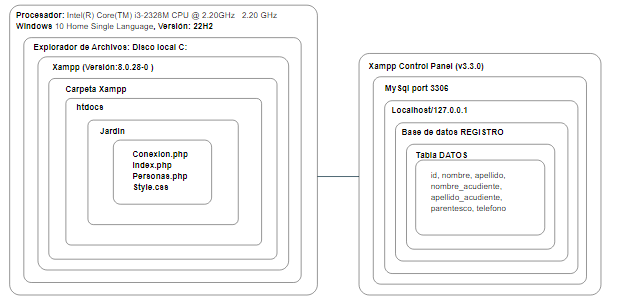 Procesador: Intel(R) Core(TM) i3-2328M CPU @ 2.20GHz 2.20 GHz
Windows 10 Home Single Language, Versión: 22H2
Explorador de Archivos: Disco local C:
Xampp (Versión:8.0.28-0 )
Carpeta Xampp
htdocs
Jardin
Conexion.php
Index.php
Personas.php
Style.css
Xampp Control Panel (v3.3.0)
MySql port 3306
Localhost/127.0.0.1
Base de datos REGISTRO
Tabla DATOS
id, nombre, apellido,
nombre_acudiente,
apellido_acudiente,
parentesco, telefono